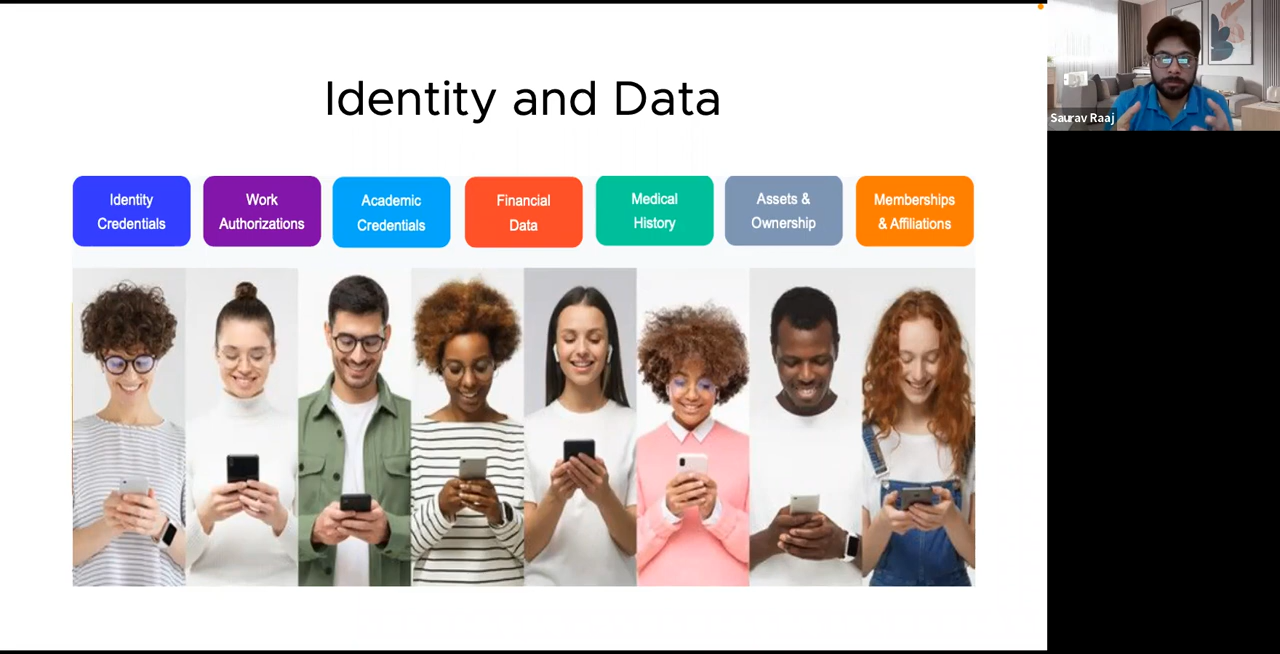 Identity and Data
Identity
Credentials
Work
Authorizations
Academic
Credentials
Financial
Data
Medical
History
Assets &
Ownership
Memberships
& Affiliations
Saurav Raaj